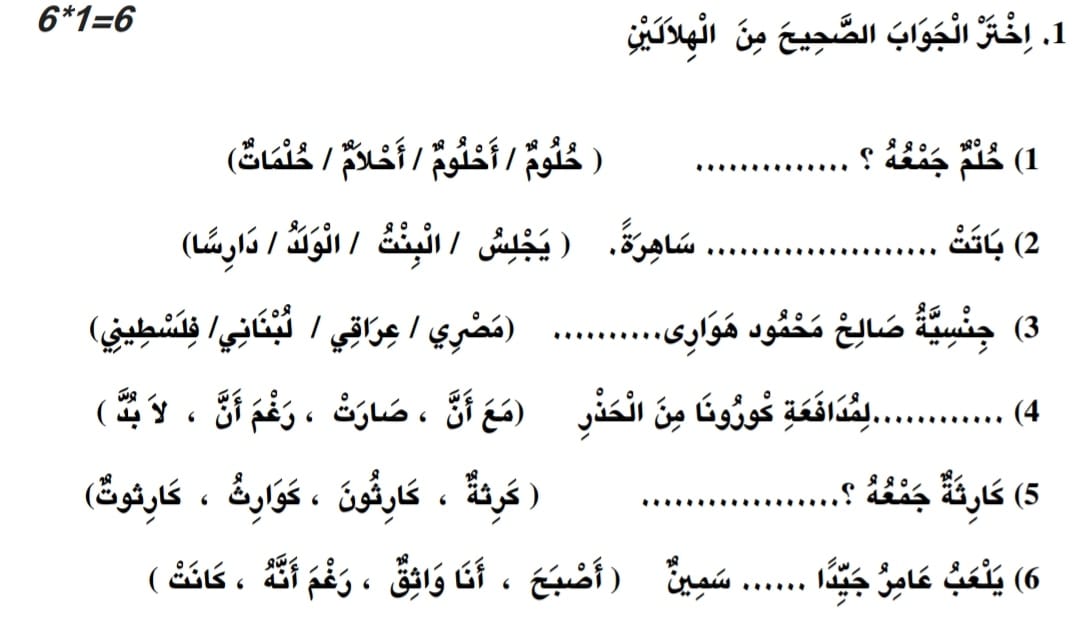 6*1=6
1. اِخْتَرْ الْجَوَابَ الصَّحِيحَ مِنَ الْهِلاَلَيْنِ
1) حُلْمٌ جَمْعُهُ ؟ .............. ( حُلُومٌ / أَحْلُومٌ / أَحْلاَمٌ / حُلْمَاتٌ)
2) بَاتَتْ ..................... سَاهِرَةً. ( يَجْلِسُ / الْبِنْتُ / الْوَلَدُ / دَارِسًا)
3) جِنْسِيَّةُ صَالِحْ مَحْمُود هَوَارِى.......... (مَصْرِي / عِرَاقِي / لُبْنَانِي/ فِلَسْطِينِي)
4) ............لِمُدَافَعَةِ كُورُونَا مِنَ الْحَذْرِ (مَعَ أَنَّ ، صَارَتْ ، رَغْمَ أَنَّ ، لاَ بُدَّ )
5) كَارِثَةٌ جَمْعُهُ ؟.................. ( كَرِثةٌ ، كَارِثُونَ ، كَوَارِثُ ، كَارِثوتٌ)
6) يَلْعَبُ عَامِرُ جَيِّدًا ...... سَمِينٌ ( أَصْبَحَ ، أَنَا وَاثِقٌ ، رَغْمَ أَنَّهُ ، كَانَتْ )